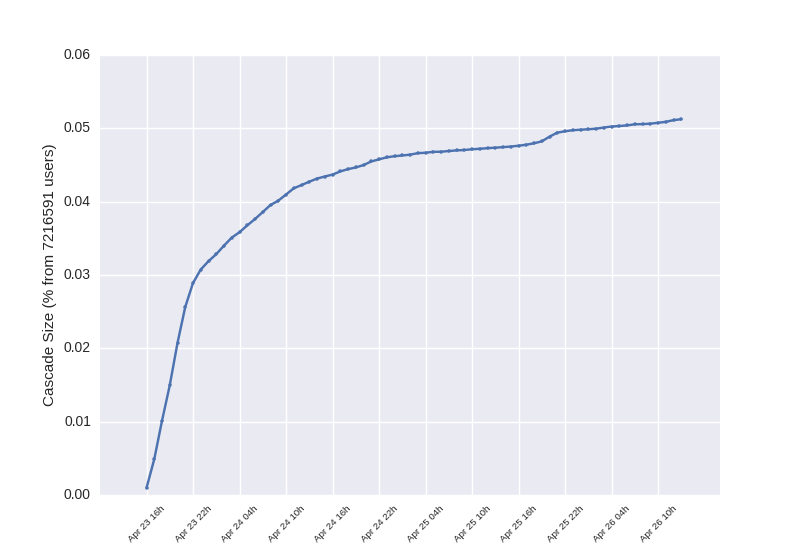 0.06
0.05
0.04
0.03
0.02
0.01
0.00
Cascade Size (% from 7216591 users)
Apr 23 16h
Apr 23 22h
Apr 24 04h
Apr 24 10h
Apr 24 16h
Apr 24 22h
Apr 25 04h
Apr 25 10h
Apr 25 16h
Apr 25 22h
Apr 26 04h
Apr 26 10h